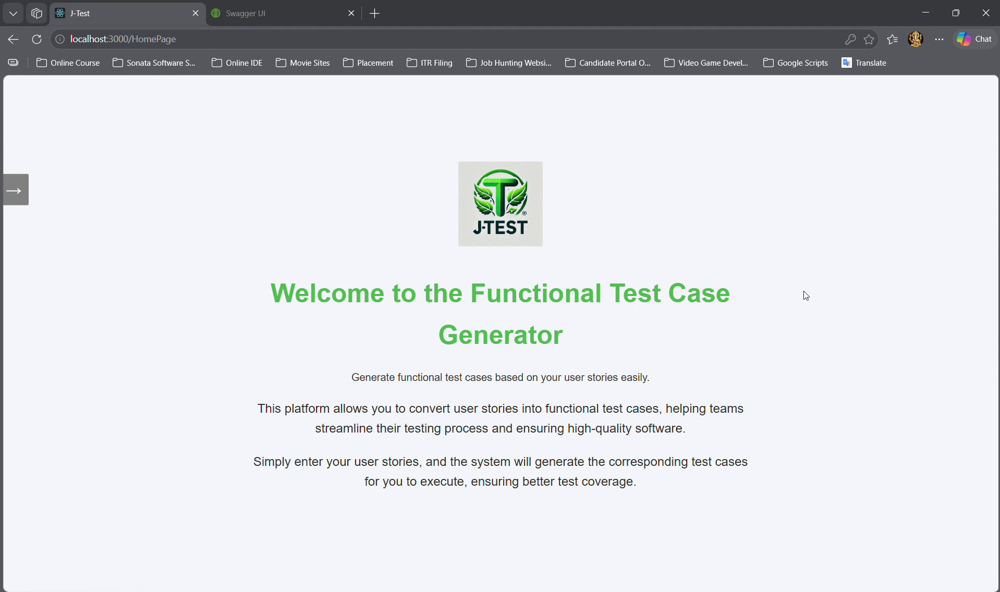 J-Test
Swagger UI
localhost:3000/HomePage
Chat
Online Course
Sonata Software S...
Online IDE
Movie Sites
Placement
ITR Filing
Job Hunting Websi...
Candidate Portal O...
Video Game Devel...
Google Scripts
Translate
T
®
J-TEST
Welcome to the Functional Test Case
Generator
Generate functional test cases based on your user stories easily.
This platform allows you to convert user stories into functional test cases, helping teams
streamline their testing process and ensuring high-quality software.
Simply enter your user stories, and the system will generate the corresponding test cases
for you to execute, ensuring better test coverage.